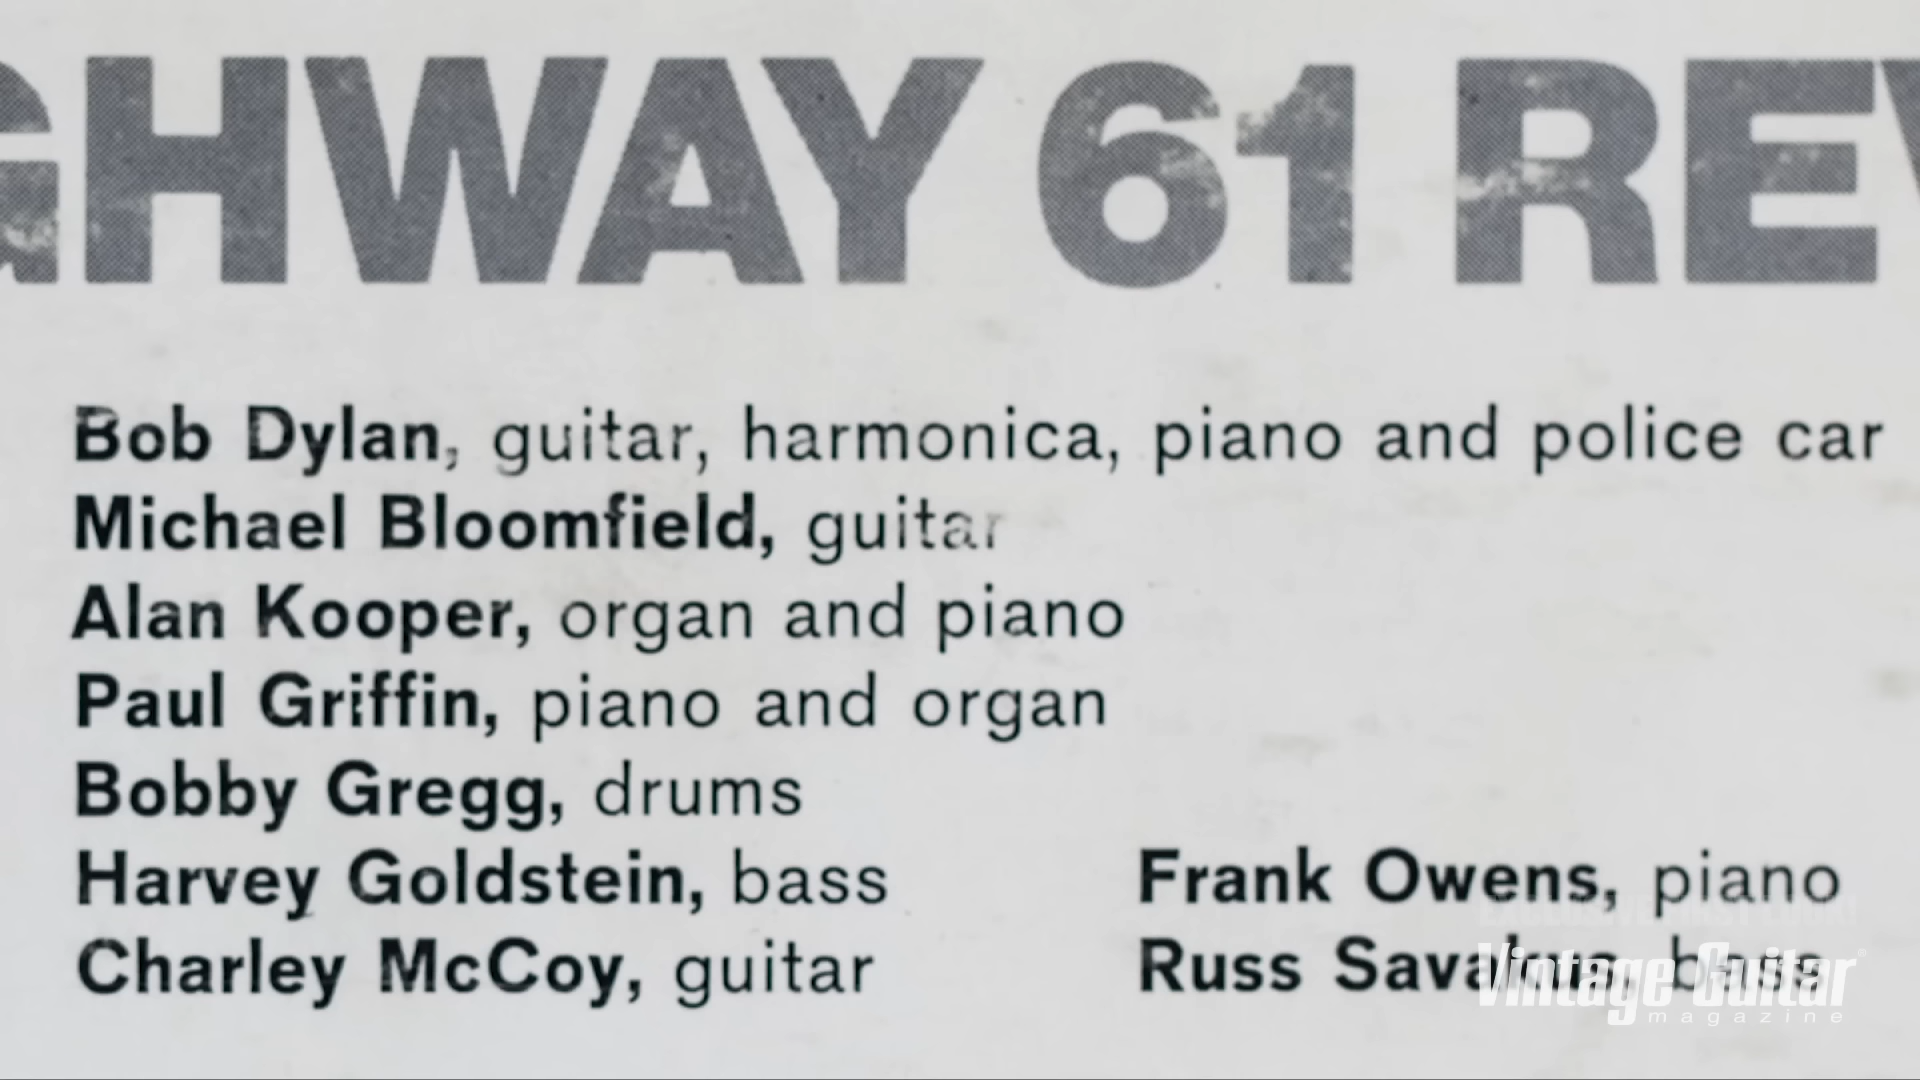 GHWAY 61 REV
Bob Dylan, guitar, harmonica, piano and police car
Michael Bloomfield, guitar
Alan Kooper, organ and piano
Paul Griffin, piano and organ
Bobby Gregg, drums
Harvey Goldstein, bass
Charley McCoy, guitar
Frank Owens, piano
Russ Savakus, bass
Vintage Guitar
magazine